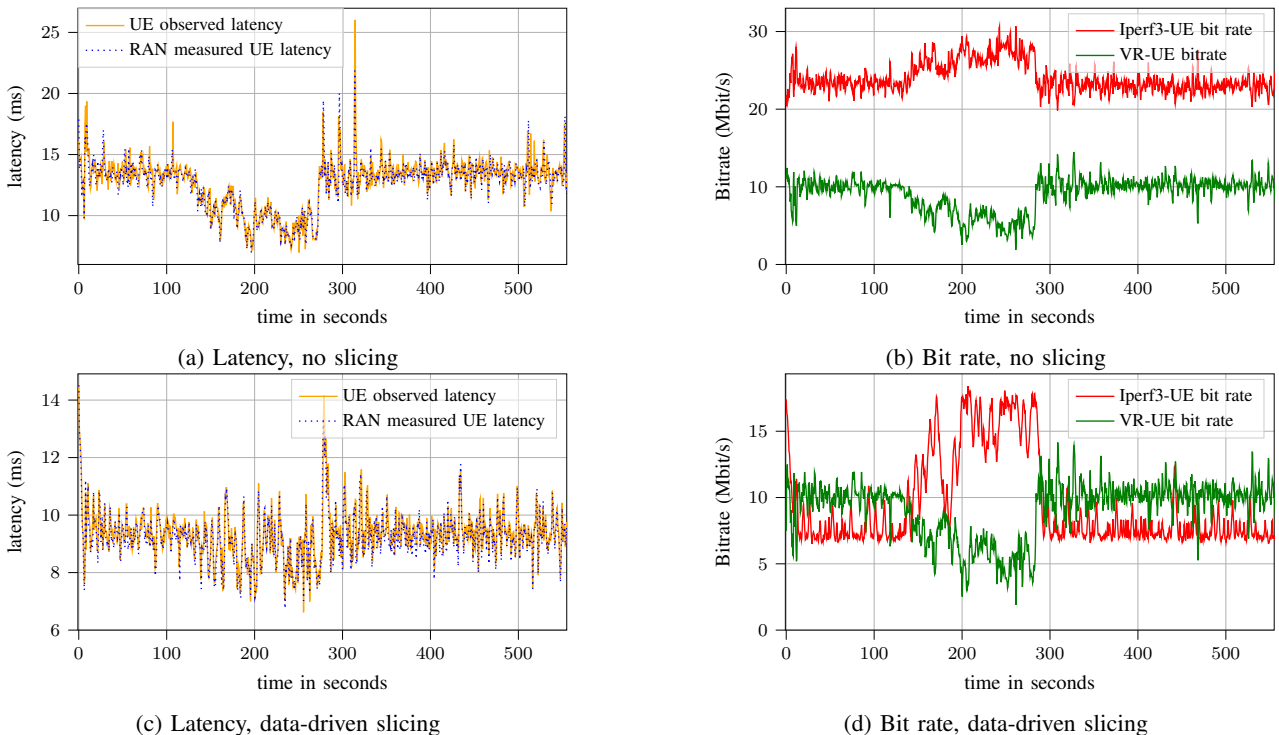 25
20
15
10
latency (ms)
UE observed latency
RAN measured UE latency
0 100 200 300 400 500
time in seconds
(a) Latency, no slicing
30
20
10
0
Bitrate (Mbit/s)
Iperf3-UE bit rate
VR-UE bitrate
0 100 200 300 400 500
time in seconds
(b) Bit rate, no slicing
14
12
10
8
6
latency (ms)
UE observed latency
RAN measured UE latency
0 100 200 300 400 500
time in seconds
(c) Latency, data-driven slicing
15
10
5
0
Bitrate (Mbit/s)
Iperf3-UE bit rate
VR-UE bit rate
0 100 200 300 400 500
time in seconds
(d) Bit rate, data-driven slicing